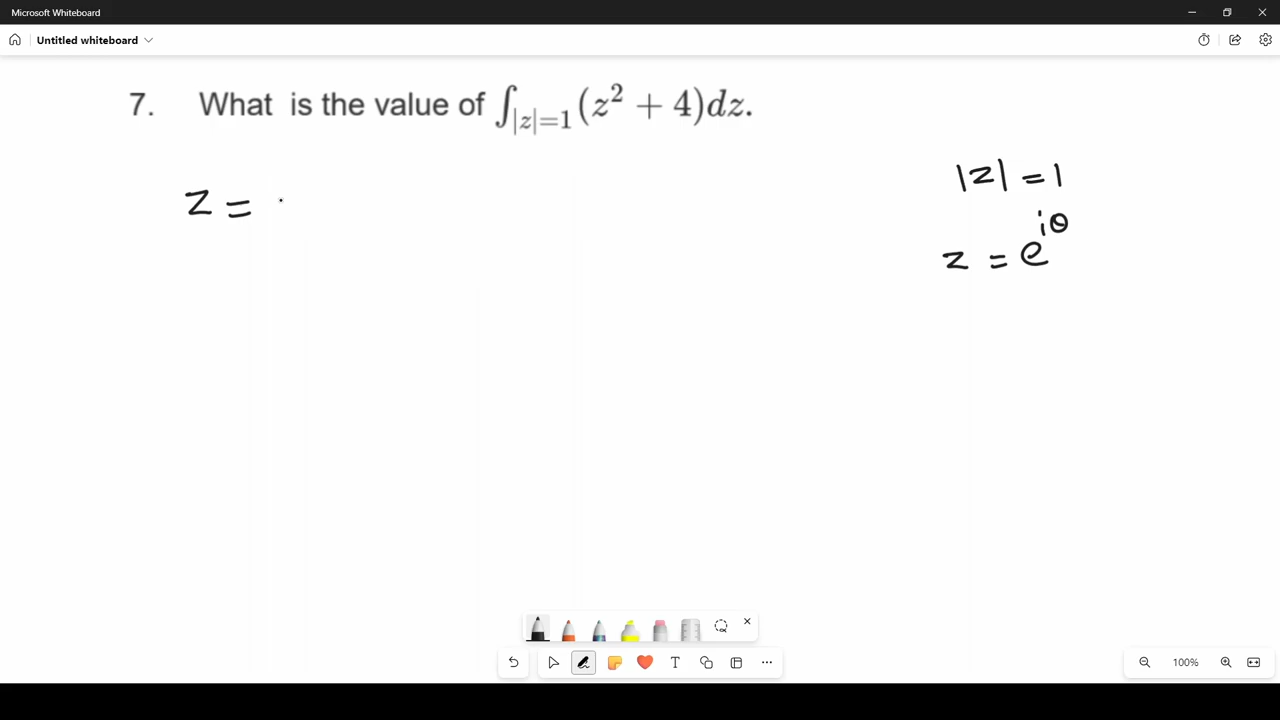 Microsoft Whiteboard
Untitled whiteboard
7. What is the value of ∫|z|=1 (z² + 4)dz.
|z| = 1
z =
z = e^iθ
100%